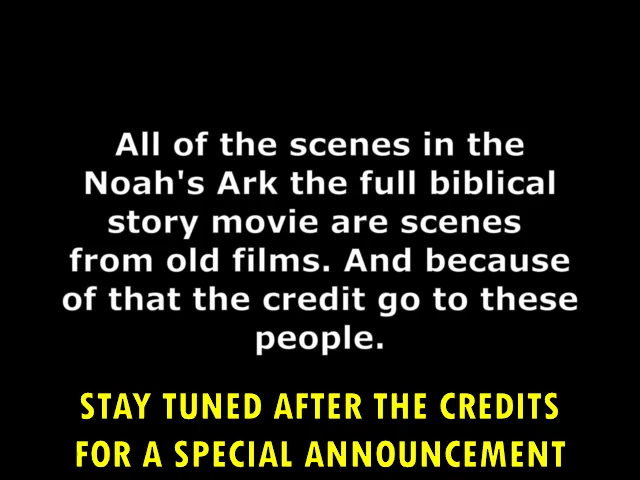 All of the scenes in the
Noah's Ark the full biblical
story movie are scenes
from old films. And because
of that the credit go to these
people.
STAY TUNED AFTER THE CREDITS
FOR A SPECIAL ANNOUNCEMENT